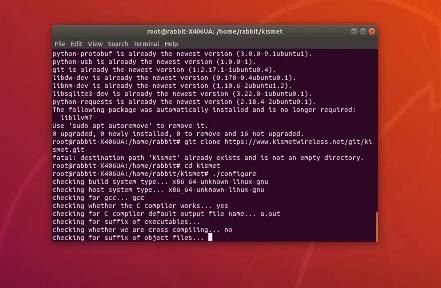 root@rabbit-X406UA: /home/rabbit/kismet
File Edit View Search Terminal Help
python-protobuf is already the newest version (3.0.0-9.1ubuntu1).
python-usb is already the newest version (1.0.0-1).
git is already the newest version (1:2.17.1-1ubuntu0.4).
libdw-dev is already the newest version (0.170-0.4ubuntu0.1).
libnm-dev is already the newest version (1.10.6-2ubuntu1.2).
libsqlite3-dev is already the newest version (3.22.0-1ubuntu0.1).
python-requests is already the newest version (2.18.4-2ubuntu0.1).
The following package was automatically installed and is no longer required:
libllvm7
Use 'sudo apt autoremove' to remove it.
0 upgraded, 0 newly installed, 0 to remove and 16 not upgraded.
root@rabbit-X406UA:/home/rabbit# git clone https://www.kismetwireless.net/git/ki
smet.git
fatal: destination path 'kismet' already exists and is not an empty directory.
root@rabbit-X406UA:/home/rabbit# cd kismet
root@rabbit-X406UA:/home/rabbit/kismet# ./configure
checking build system type... x86_64-unknown-linux-gnu
checking host system type... x86_64-unknown-linux-gnu
checking for gcc... gcc
checking whether the C compiler works... yes
checking for C compiler default output file name... a.out
checking for suffix of executables...
checking whether we are cross compiling... no
checking for suffix of object files...